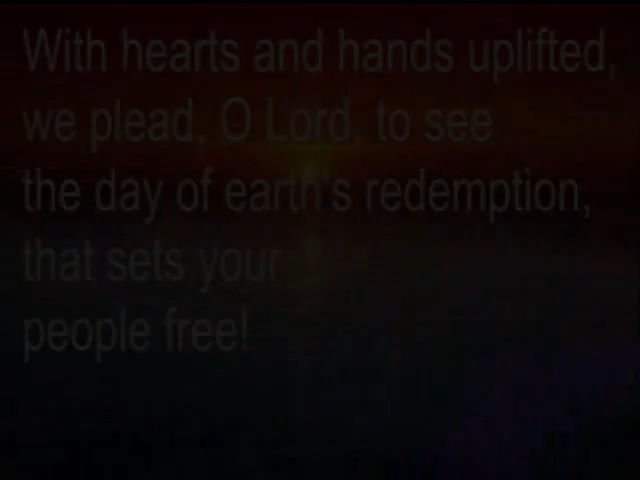 With hearts and hands uplifted,
we plead, O Lord, to see
the day of earth's redemption,
that sets your
people free!